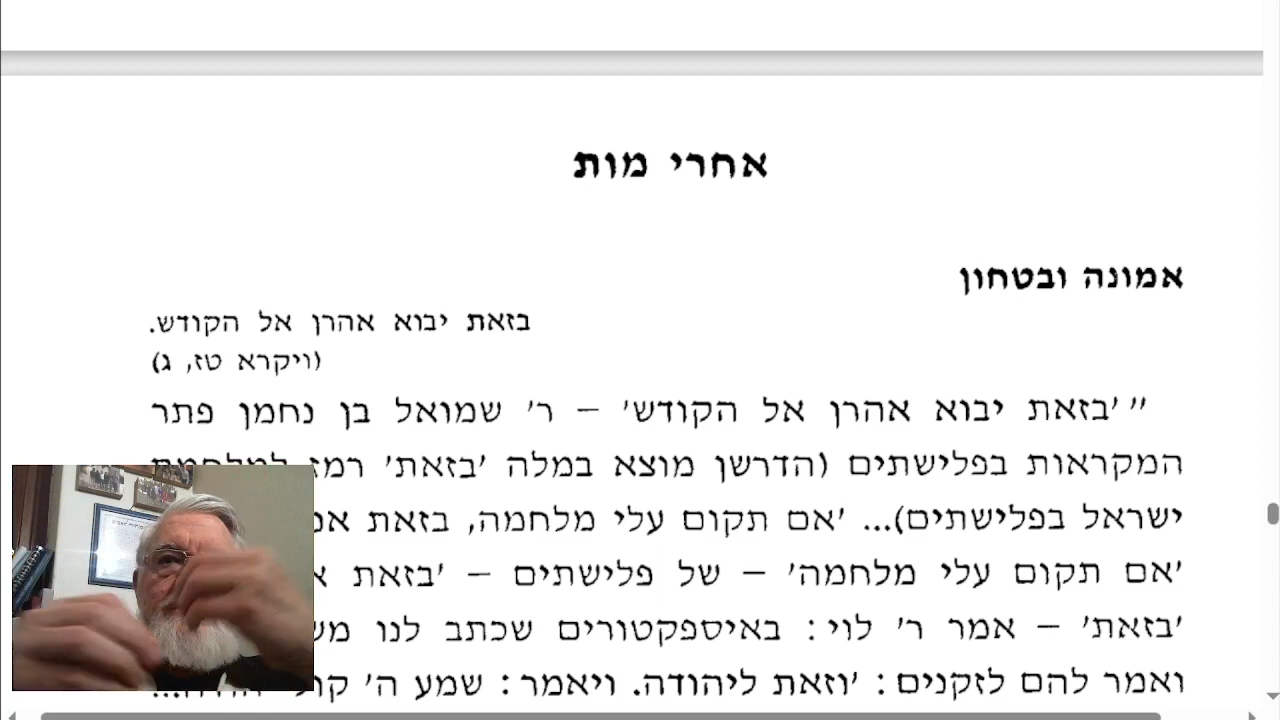 אחרי מות
אמונה ובטחון
בזאת יבוא אהרן אל הקודש.
(ויקרא טז, ג)
"'בזאת יבוא אהרן אל הקודש' – ר' שמואל בן נחמן פתר
המקראות בפלישתים (הדרשן מוצא במלה 'בזאת' רמז למלחמת
ישראל בפלישתים)... 'אם תקום עלי מלחמה, בזאת
'אם תקום עלי מלחמה' – של פלישתים – 'בזאת
'בזאת' – אמר ר' לוי: באיספקטורים שכתב לנו
ואמר להם לזקנים: 'וזאת ליהודה. ויאמר: שמע ה' קול